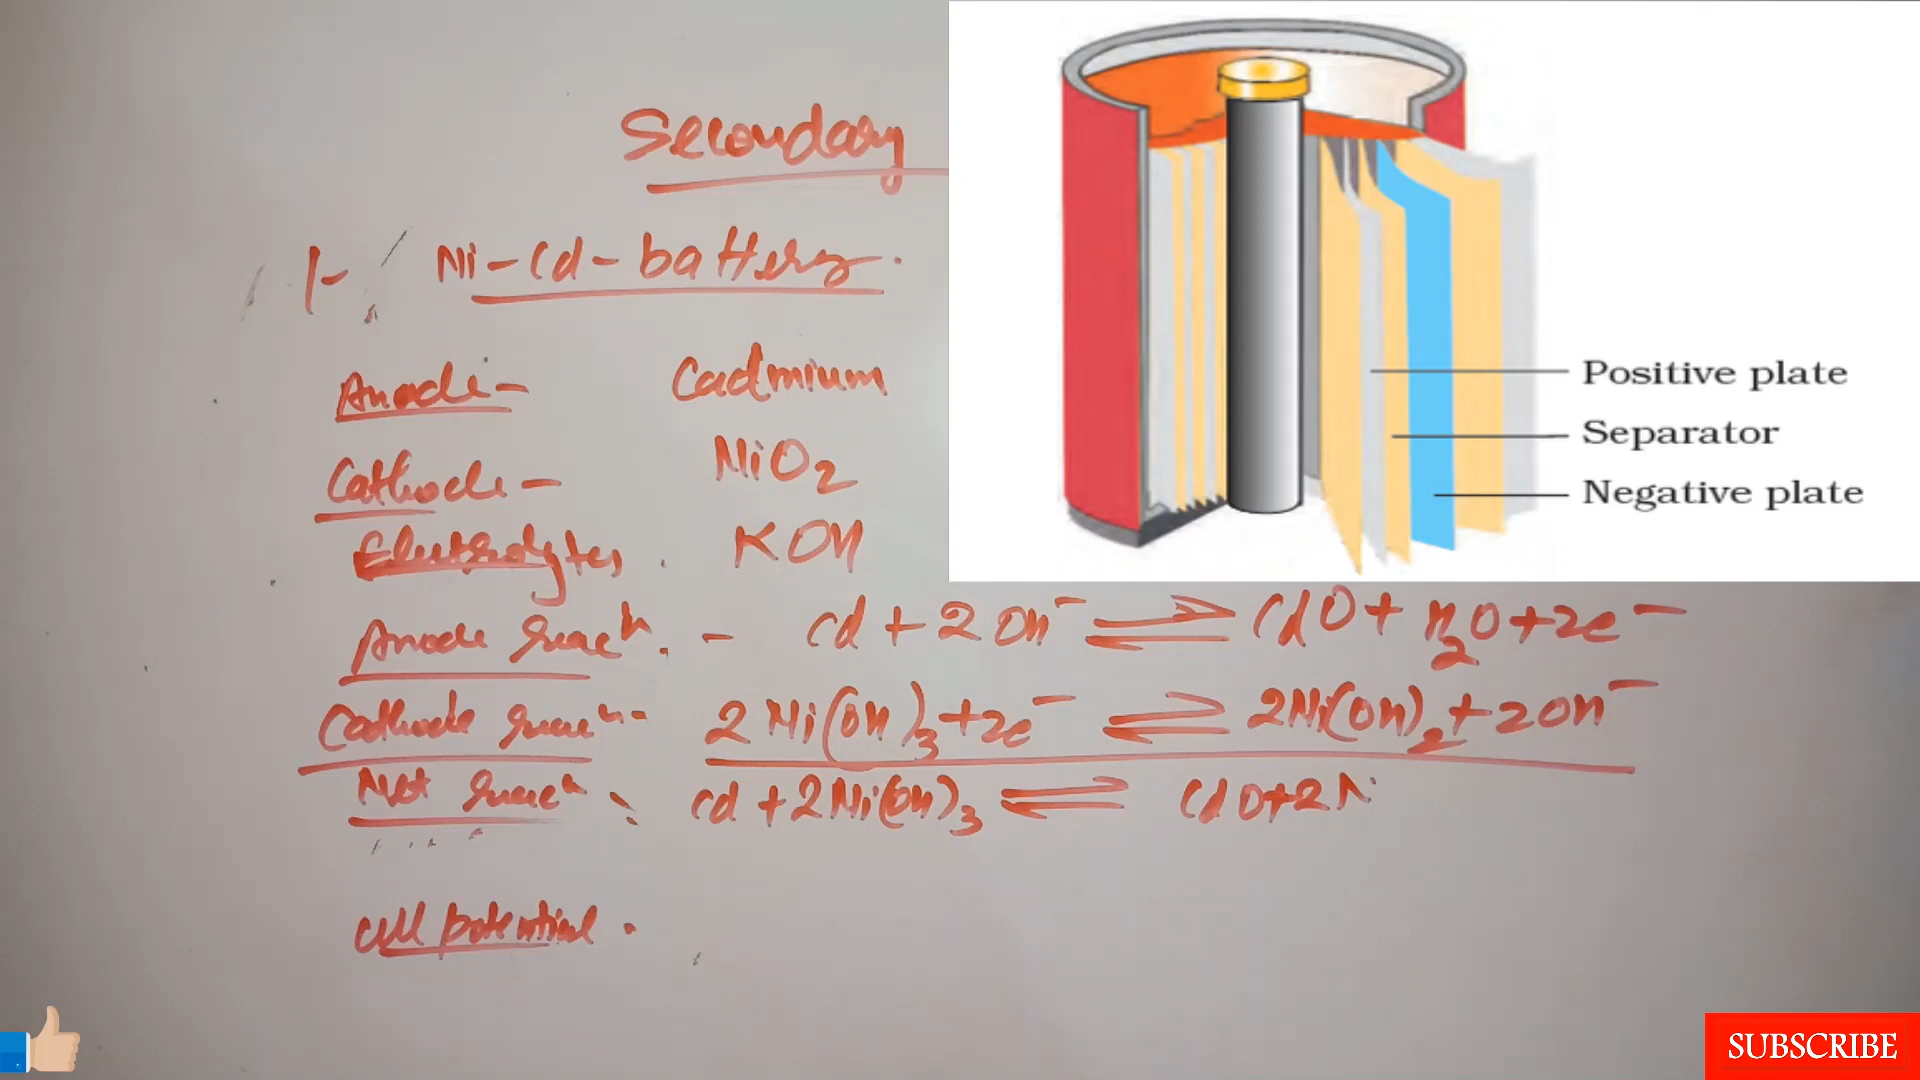 Secondary
1- Ni-Cd-battery.
Anode- Cadmium
Cathode- NiO2
Electrolytes. KOH
Anode reacn. - Cd + 2OH- ⇌ CdO + H2O + 2e-
Cathode reacn- 2Ni(OH)3 + 2e- ⇌ 2Ni(OH)2 + 2OH-
Net reacn: Cd + 2Ni(OH)3 ⇌ CdO + 2N
Cell potential.
Positive plate
Separator
Negative plate
SUBSCRIBE